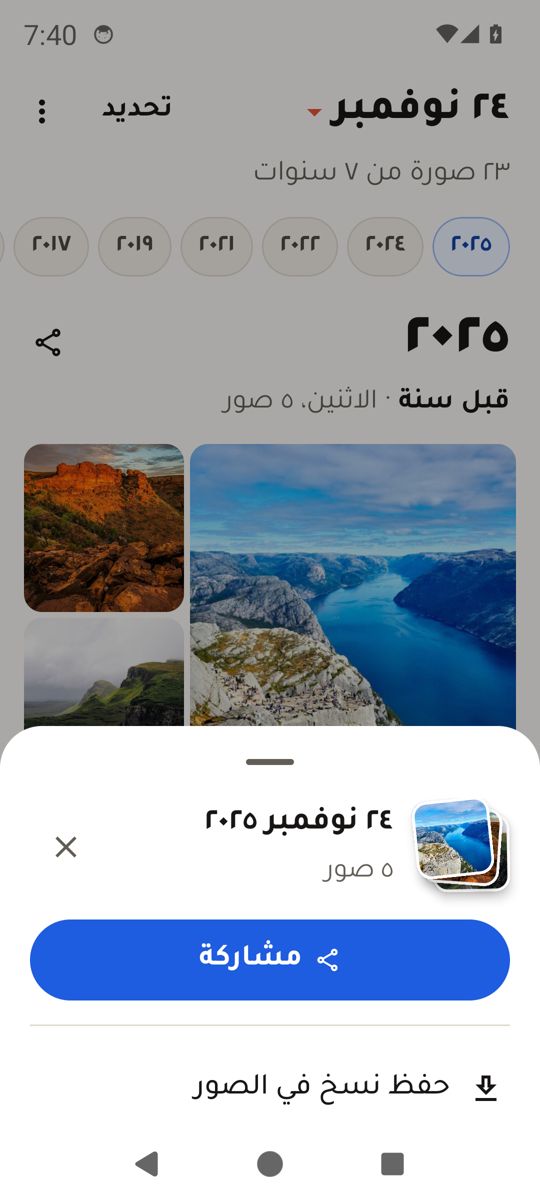 7:40
٢٤ نوفمبر
تحديد
٢٣ صورة من ٧ سنوات
٢٠٢٥ ٢٠٢٤ ٢٠٢٢ ٢٠٢١ ٢٠١٩ ٢٠١٧
٢٠٢٥
قبل سنة · الاثنين، ٥ صور
٢٤ نوفمبر ٢٠٢٥
٥ صور
مشاركة
حفظ نسخ في الصور